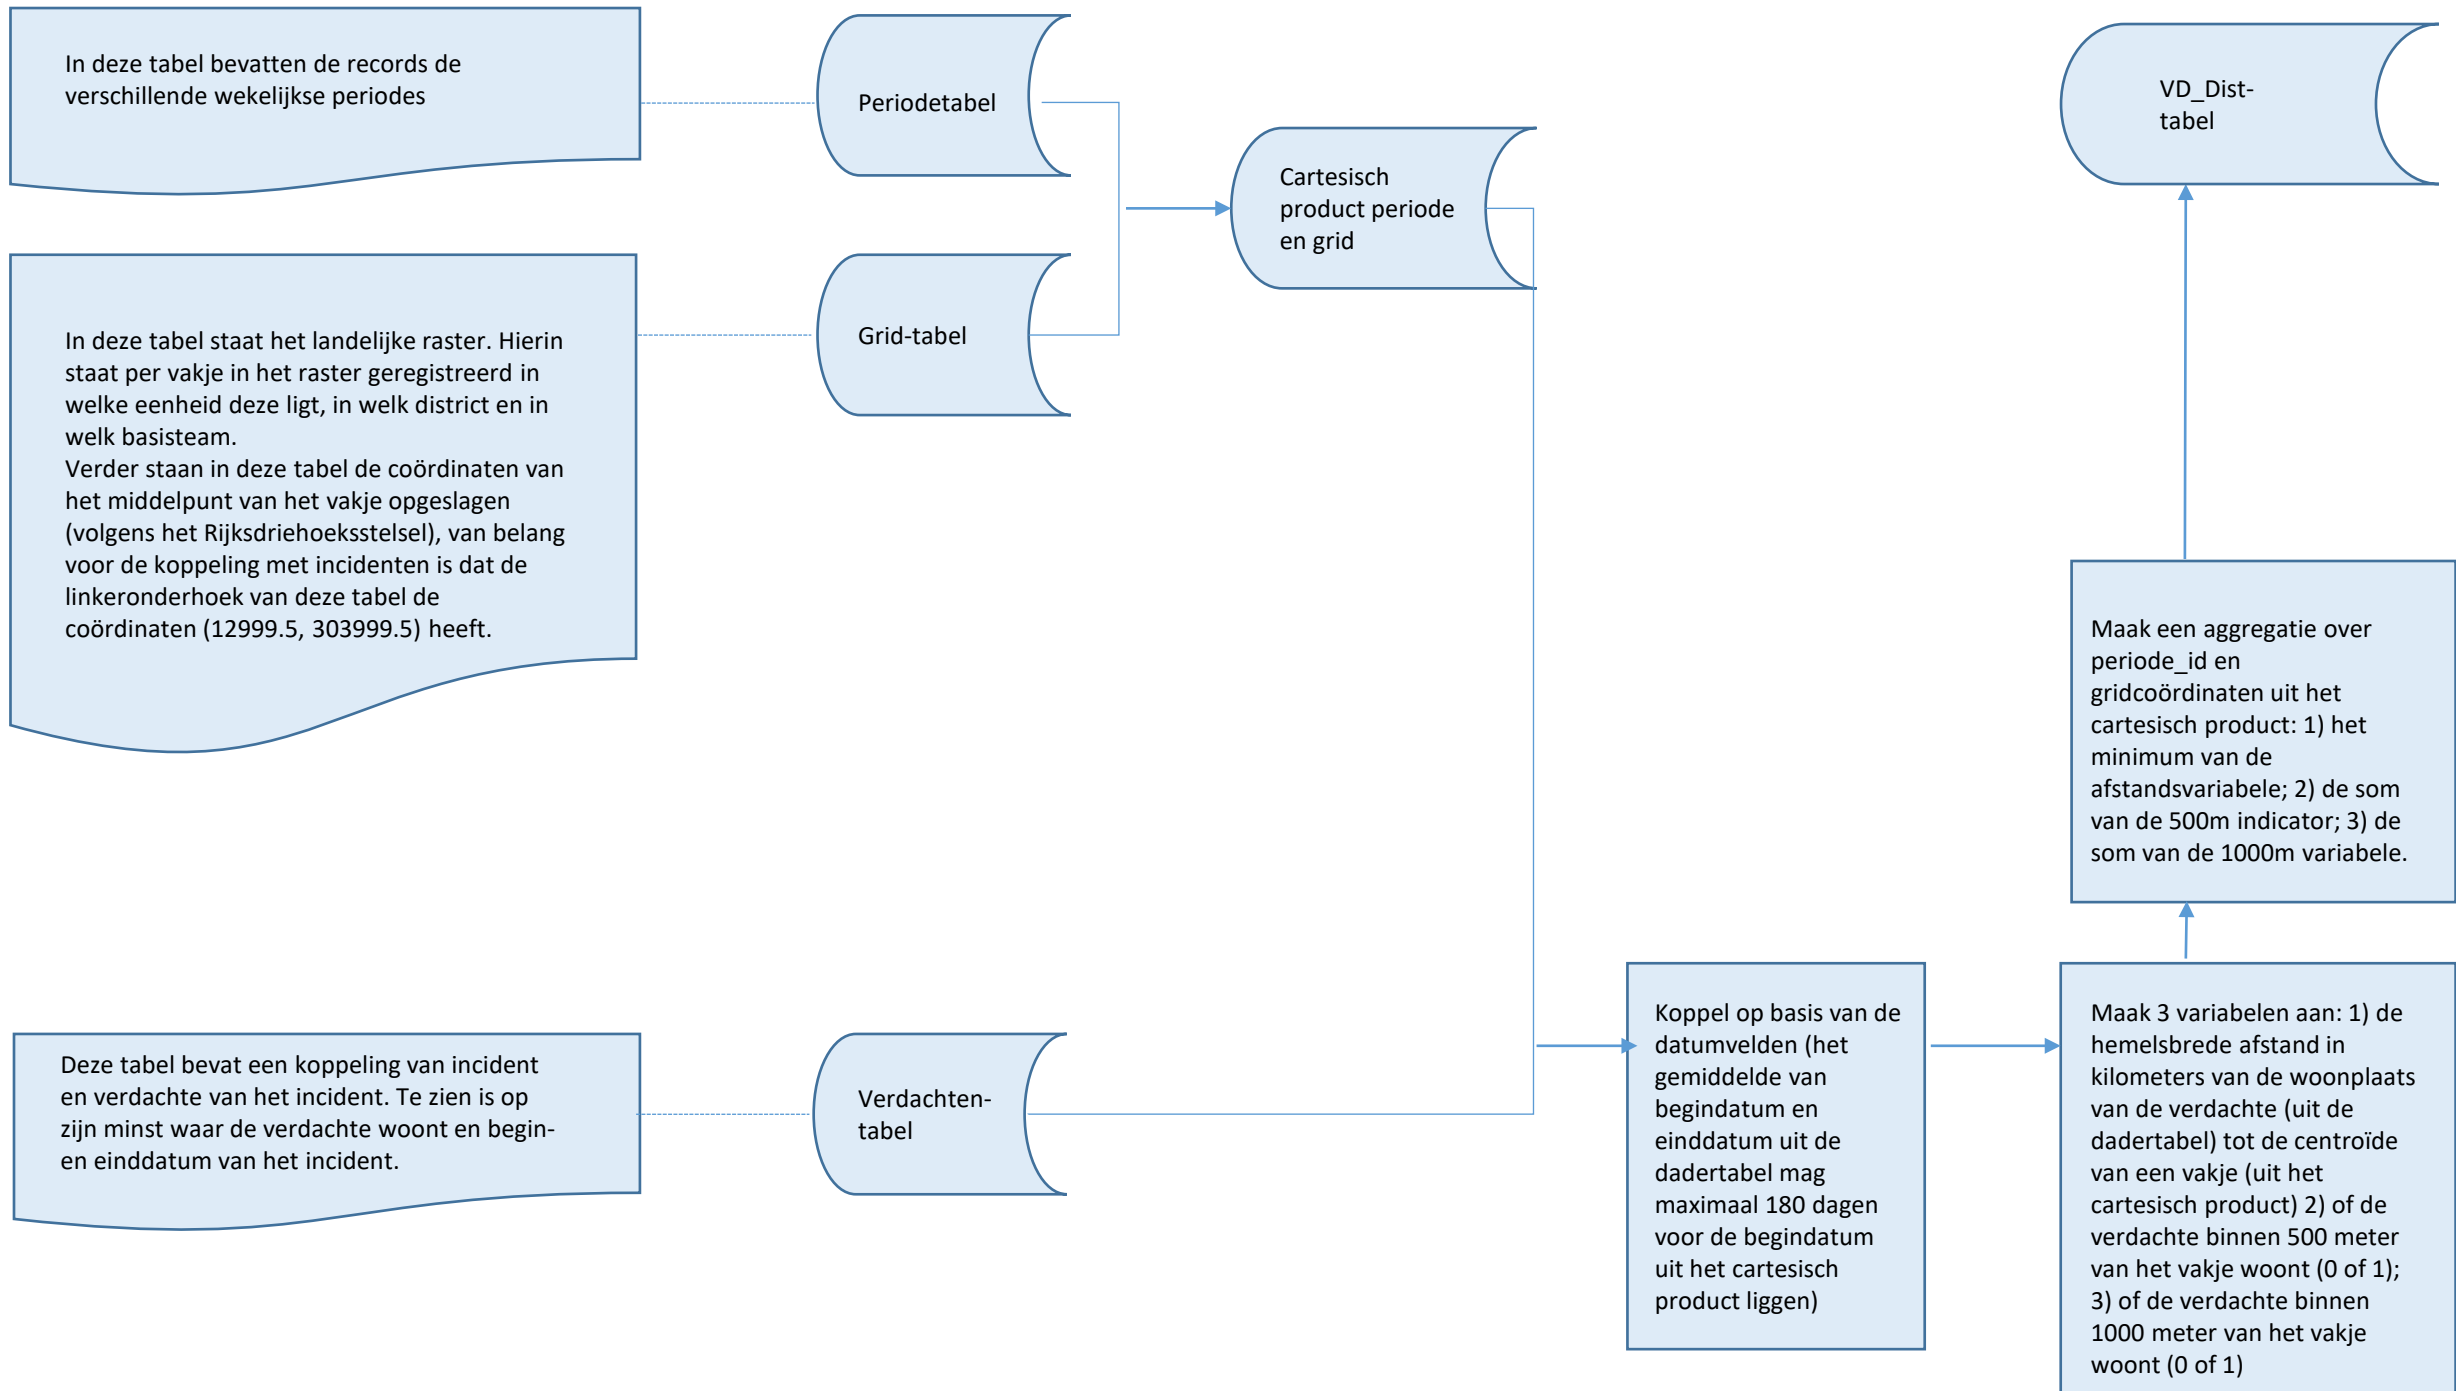 In deze tabel bevatten de records de
verschillende wekelijkse periodes
Periodetabel
VD_Dist-
tabel
Cartesisch
product periode
en grid
In deze tabel staat het landelijke raster. Hierin
staat per vakje in het raster geregistreerd in
welke eenheid deze ligt, in welk district en in
welk basisteam.
Verder staan in deze tabel de coördinaten van
het middelpunt van het vakje opgeslagen
(volgens het Rijksdriehoeksstelsel), van belang
voor de koppeling met incidenten is dat de
linkeronderhoek van deze tabel de
coördinaten (12999.5, 303999.5) heeft.
Grid-tabel
Maak een aggregatie over
periode_id en
gridcoördinaten uit het
cartesisch product: 1) het
minimum van de
afstandsvariabele; 2) de som
van de 500m indicator; 3) de
som van de 1000m variabele.
Deze tabel bevat een koppeling van incident
en verdachte van het incident. Te zien is op
zijn minst waar de verdachte woont en begin-
en einddatum van het incident.
Verdachten-
tabel
Koppel op basis van de
datumvelden (het
gemiddelde van
begindatum en
einddatum uit de
dadertabel mag
maximaal 180 dagen
voor de begindatum
uit het cartesisch
product liggen)
Maak 3 variabelen aan: 1) de
hemelsbrede afstand in
kilometers van de woonplaats
van de verdachte (uit de
dadertabel) tot de centroïde
van een vakje (uit het
cartesisch product) 2) of de
verdachte binnen 500 meter
van het vakje woont (0 of 1);
3) of de verdachte binnen
1000 meter van het vakje
woont (0 of 1)